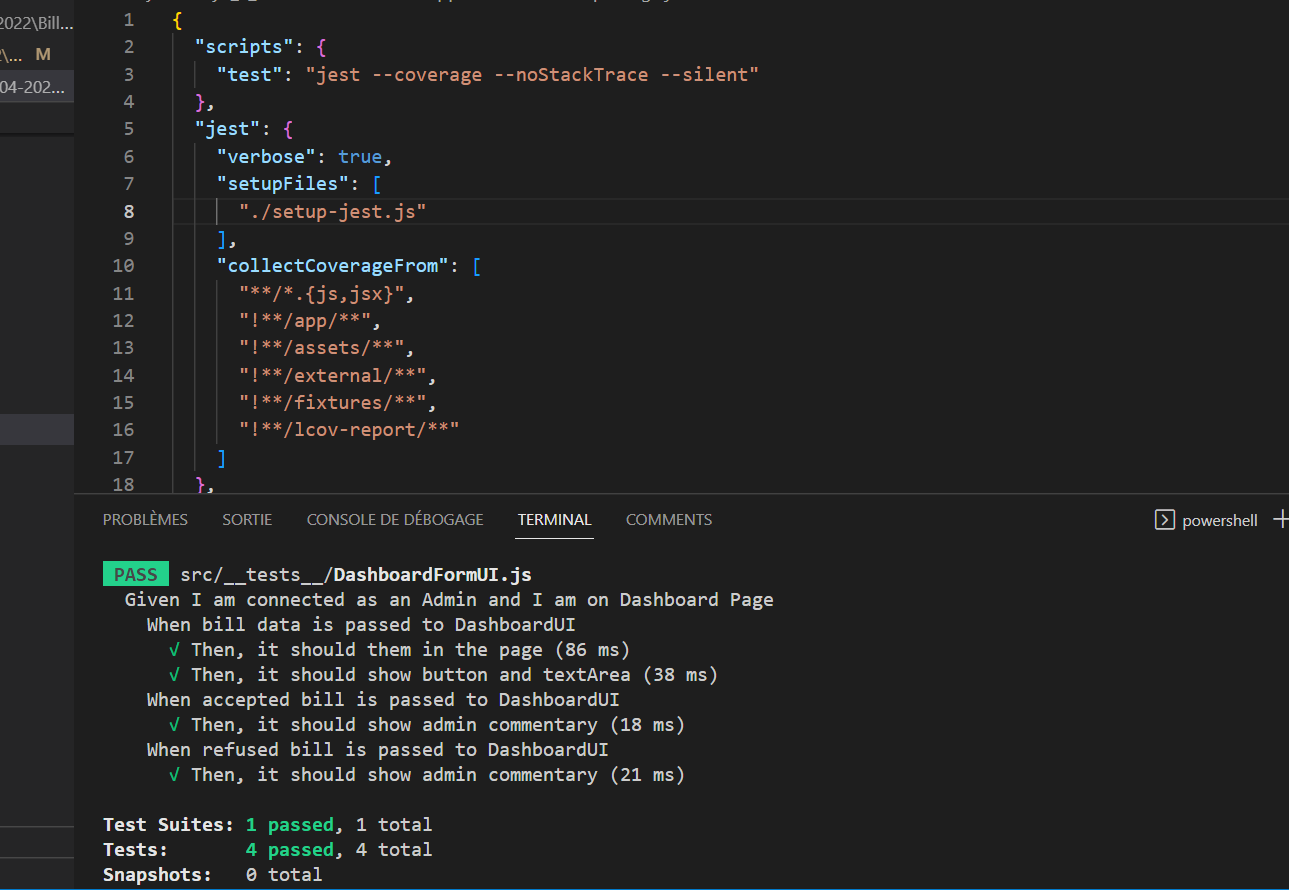 2022\Bill...
\... M
04-202...
1 {
2 "scripts": {
3 "test": "jest --coverage --noStackTrace --silent"
4 },
5 "jest": {
6 "verbose": true,
7 "setupFiles": [
8 "./setup-jest.js"
9 ],
10 "collectCoverageFrom": [
11 "**/*.{js,jsx}",
12 "!**/app/**",
13 "!**/assets/**",
14 "!**/external/**",
15 "!**/fixtures/**",
16 "!**/lcov-report/**"
17 ]
18 },
PROBLÈMES SORTIE CONSOLE DE DÉBOGAGE TERMINAL COMMENTS powershell
PASS src/__tests__/DashboardFormUI.js
Given I am connected as an Admin and I am on Dashboard Page
When bill data is passed to DashboardUI
√ Then, it should them in the page (86 ms)
√ Then, it should show button and textArea (38 ms)
When accepted bill is passed to DashboardUI
√ Then, it should show admin commentary (18 ms)
When refused bill is passed to DashboardUI
√ Then, it should show admin commentary (21 ms)
Test Suites: 1 passed, 1 total
Tests: 4 passed, 4 total
Snapshots: 0 total